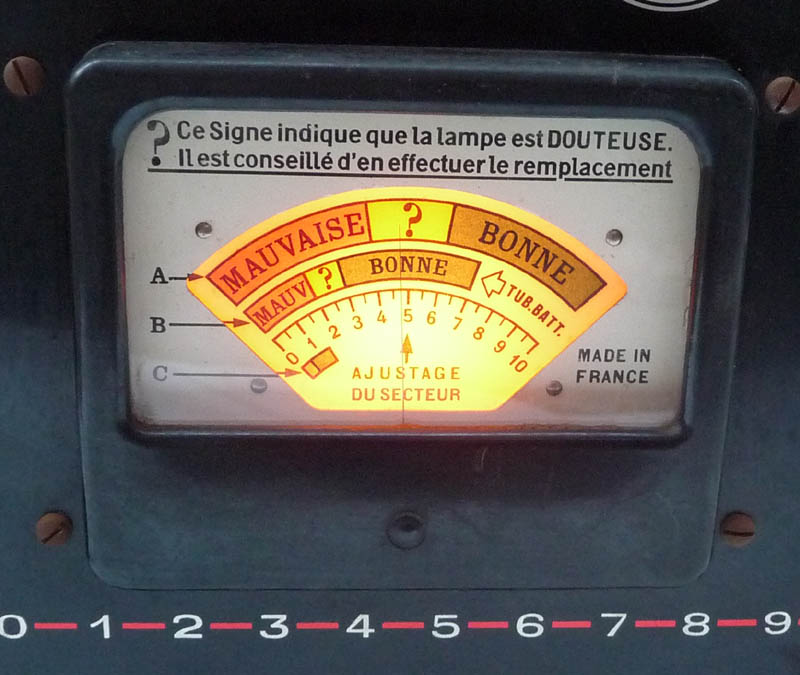 ? Ce Signe indique que la lampe est DOUTEUSE.
Il est conseillé d'en effectuer le remplacement
MAUVAISE ? BONNE
A
MAUV ? BONNE
TUB. BATT.
B
0 1 2 3 4 5 6 7 8 9 10
C
AJUSTAGE
DU SECTEUR
MADE IN
FRANCE
0 — 1 — 2 — 3 — 4 — 5 — 6 — 7 — 8 — 9